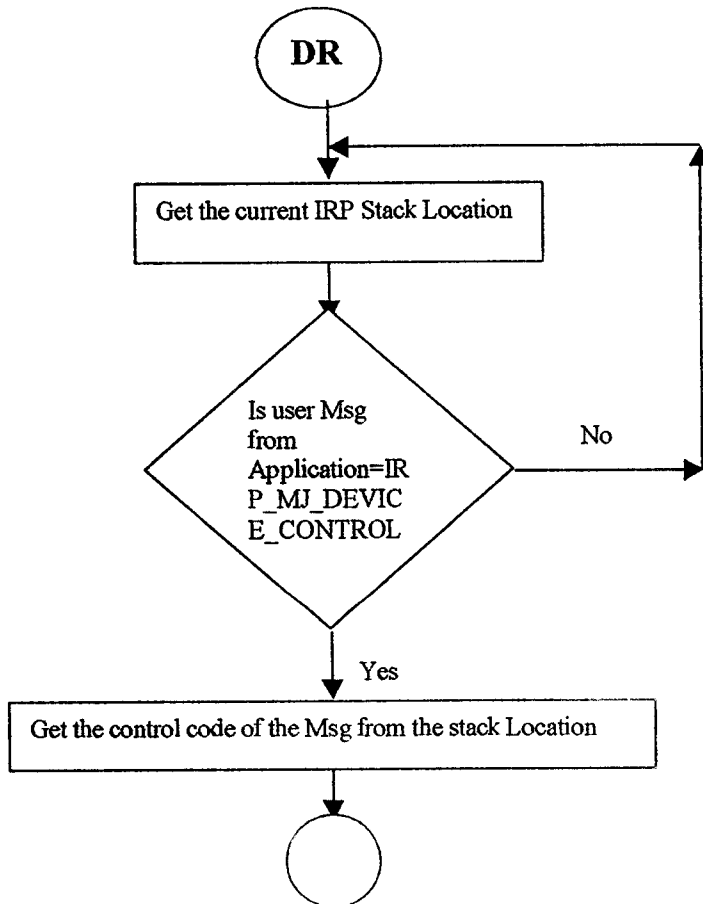 DR
Get the current IRP Stack Location
Is user Msg
from
Application=IR
P_MJ_DEVIC
E_CONTROL
No
Yes
Get the control code of the Msg from the stack Location